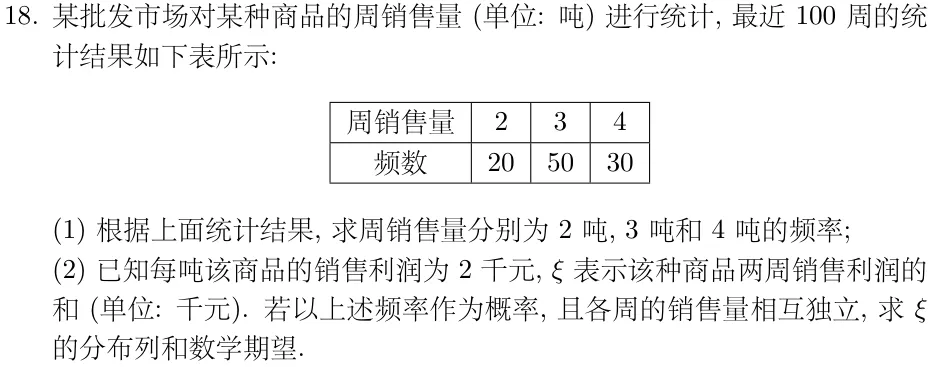 18. 某批发市场对某种商品的周销售量 (单位: 吨) 进行统计, 最近 100 周的统
计结果如下表所示:
周销售量 2 3 4
频数 20 50 30
(1) 根据上面统计结果, 求周销售量分别为 2 吨, 3 吨和 4 吨的频率;
(2) 已知每吨该商品的销售利润为 2 千元, ξ 表示该种商品两周销售利润的
和 (单位: 千元). 若以上述频率作为概率, 且各周的销售量相互独立, 求 ξ
的分布列和数学期望.